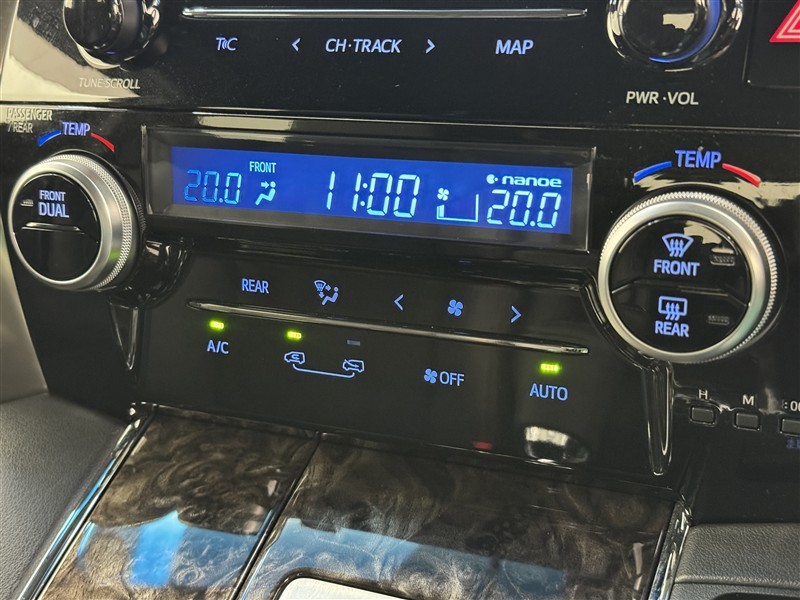 CH·TRACK
MAP
TUNE·SCROLL
PWR ·VOL
PASSENGER
/REAR
TEMP
FRONT
DUAL
FRONT
20.0
11:00
nanoe
20.0
TEMP
FRONT
REAR
REAR
A/C
OFF
AUTO
H
M
:00